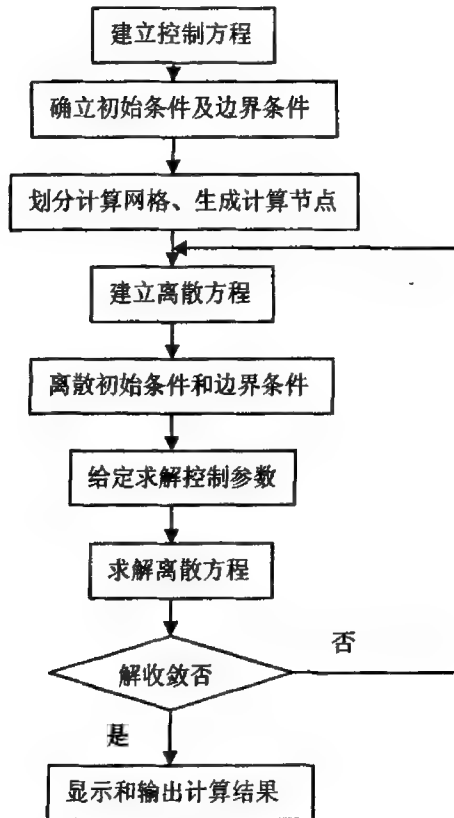 建立控制方程
确立初始条件及边界条件
划分计算网格、生成计算节点
建立离散方程
离散初始条件和边界条件
给定求解控制参数
求解离散方程
否
解收敛否
是
显示和输出计算结果